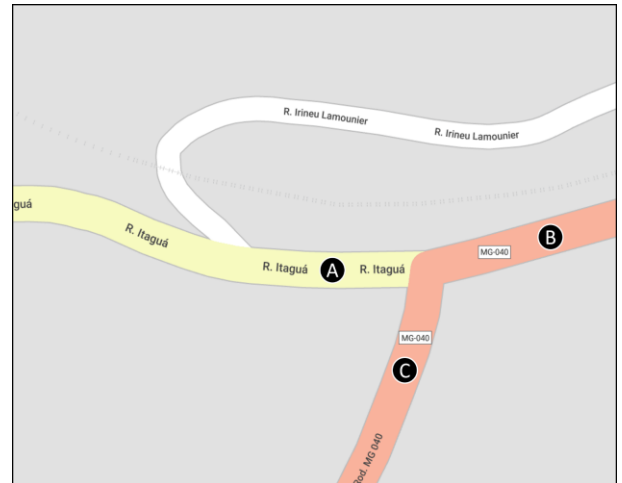 R. Irineu Lamounier
R. Irineu Lamounier
guá
R. Itaguá
R. Itaguá
A
R. Itaguá
MG-040
B
MG-040
C
Rod. MG 040